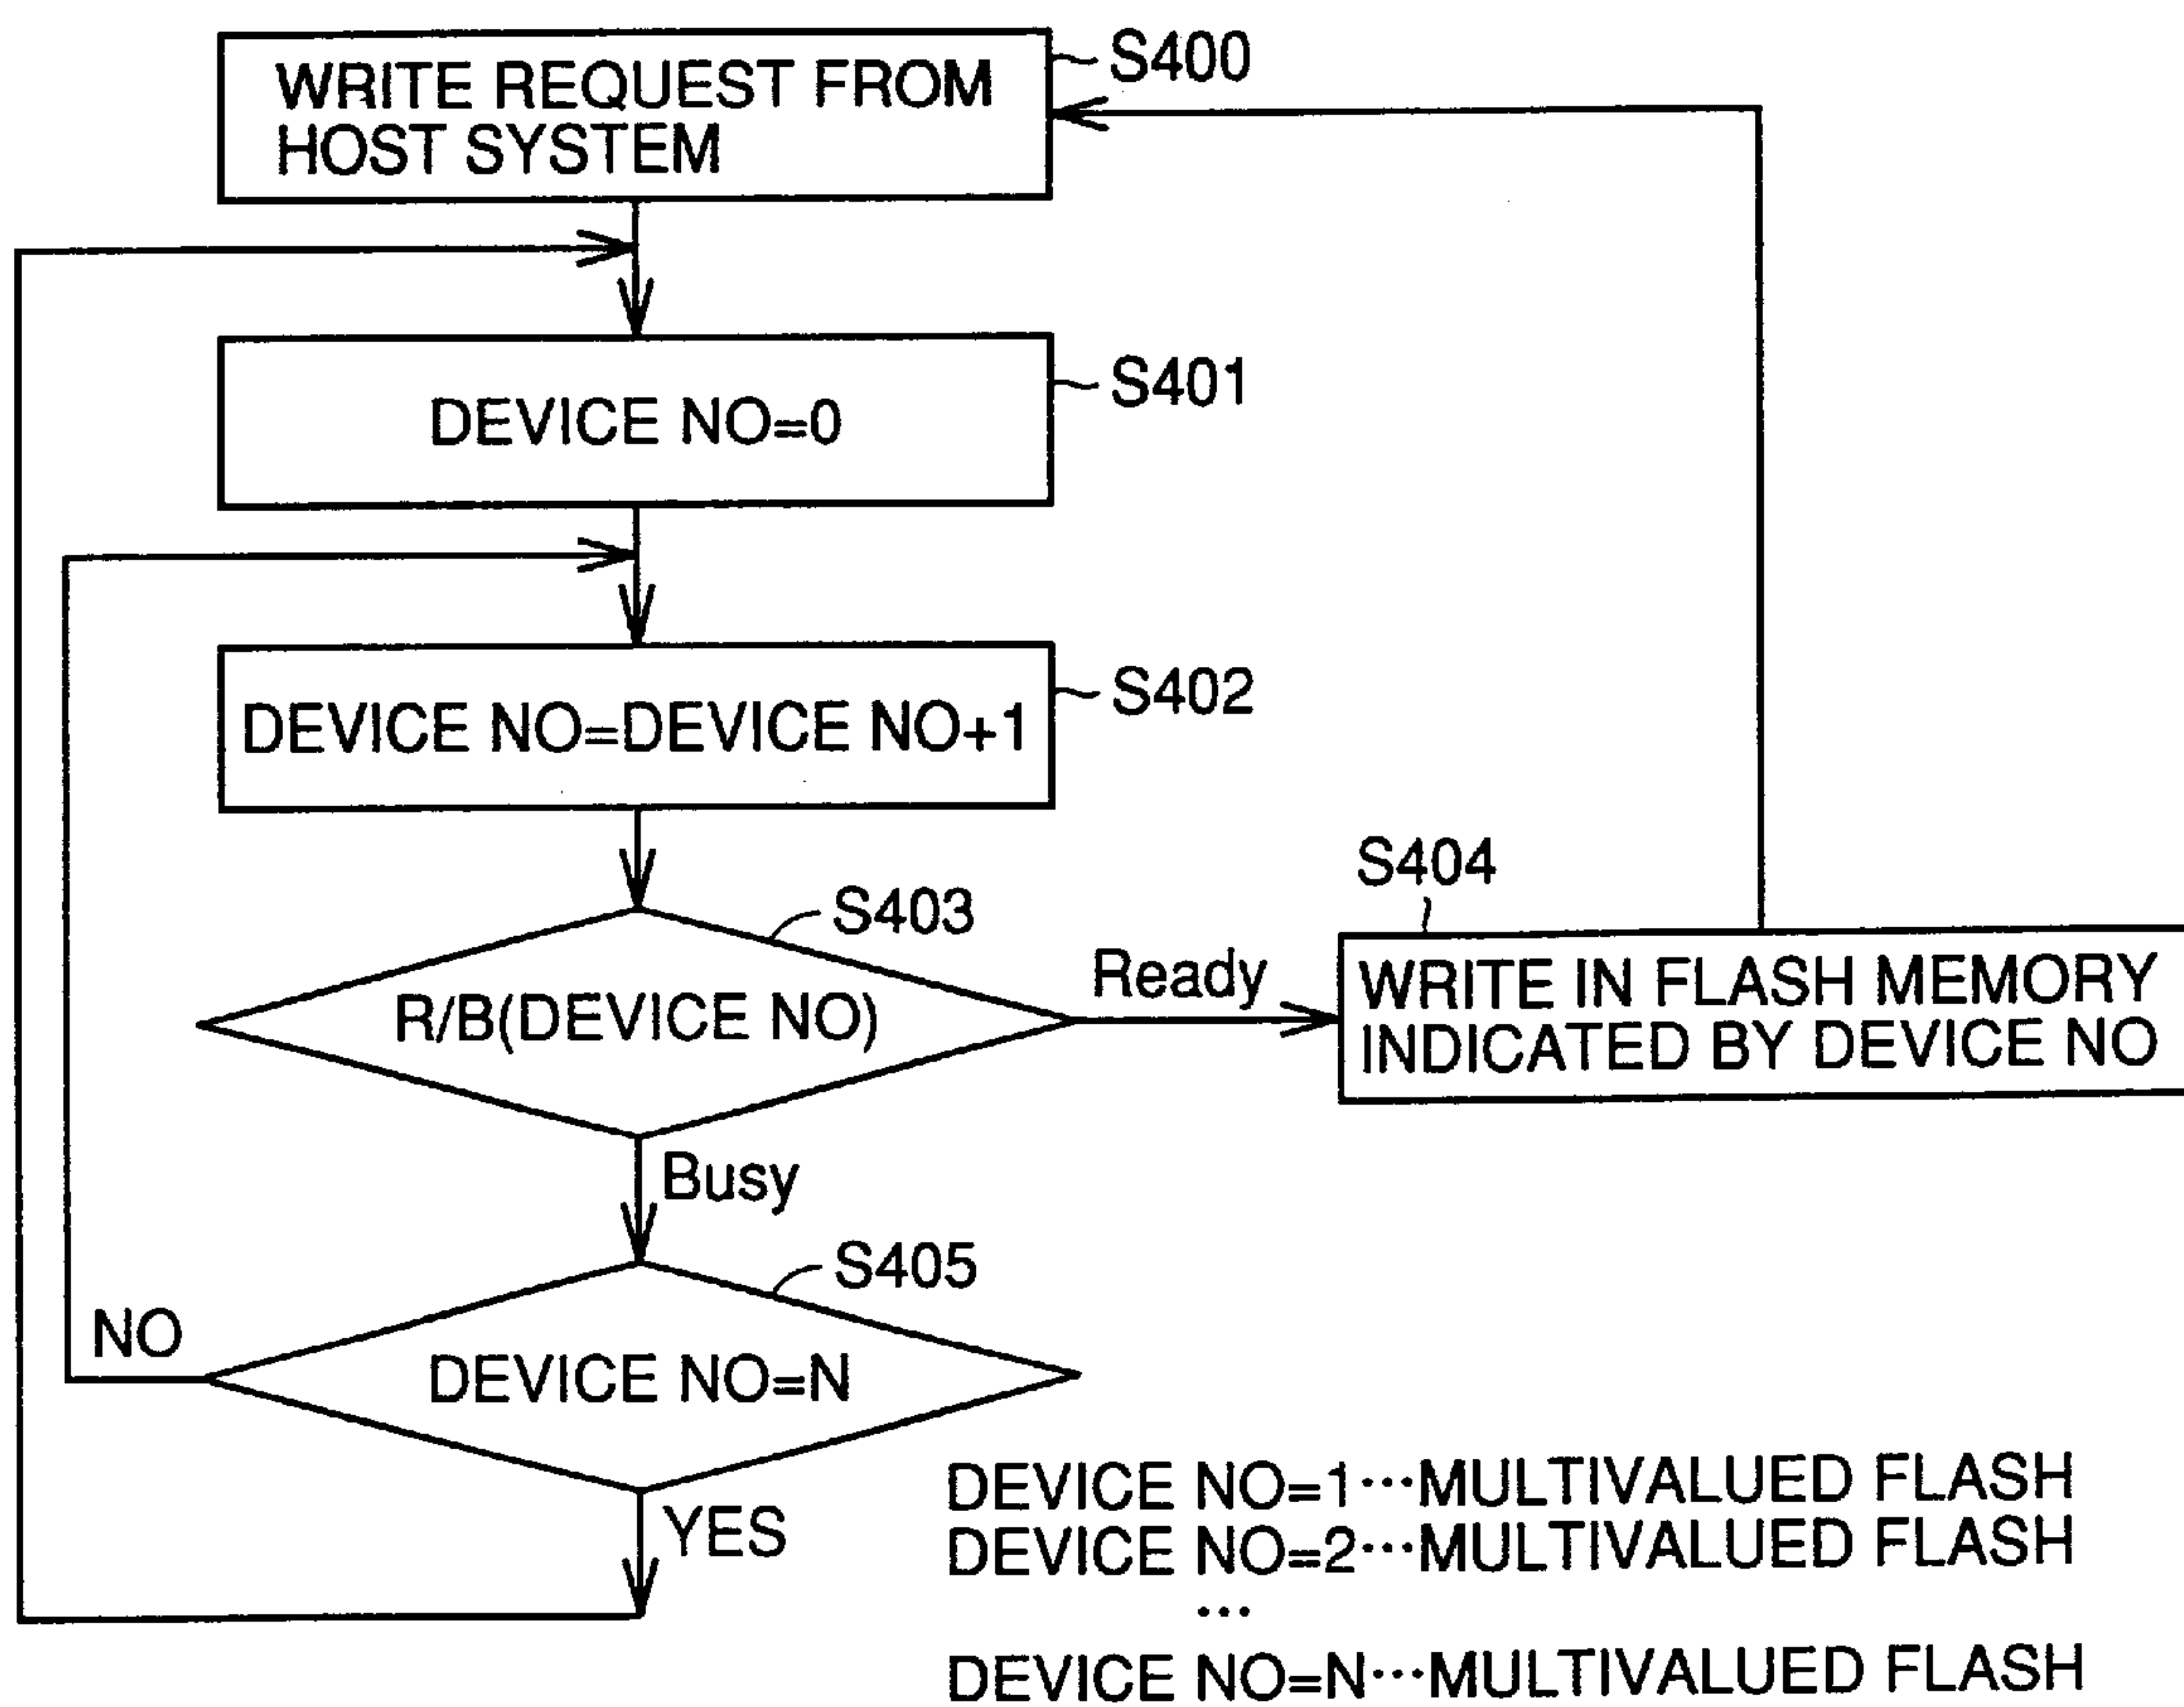 WRITE REQUEST FROM
HOST SYSTEM
S400
DEVICE NO=0
S401
DEVICE NO=DEVICE NO+1
S402
R/B(DEVICE NO)
S403
Ready
S404
WRITE IN FLASH MEMORY
INDICATED BY DEVICE NO
Busy
S405
DEVICE NO=N
NO
YES
DEVICE NO=1···MULTIVALUED FLASH
DEVICE NO=2···MULTIVALUED FLASH
···
DEVICE NO=N···MULTIVALUED FLASH